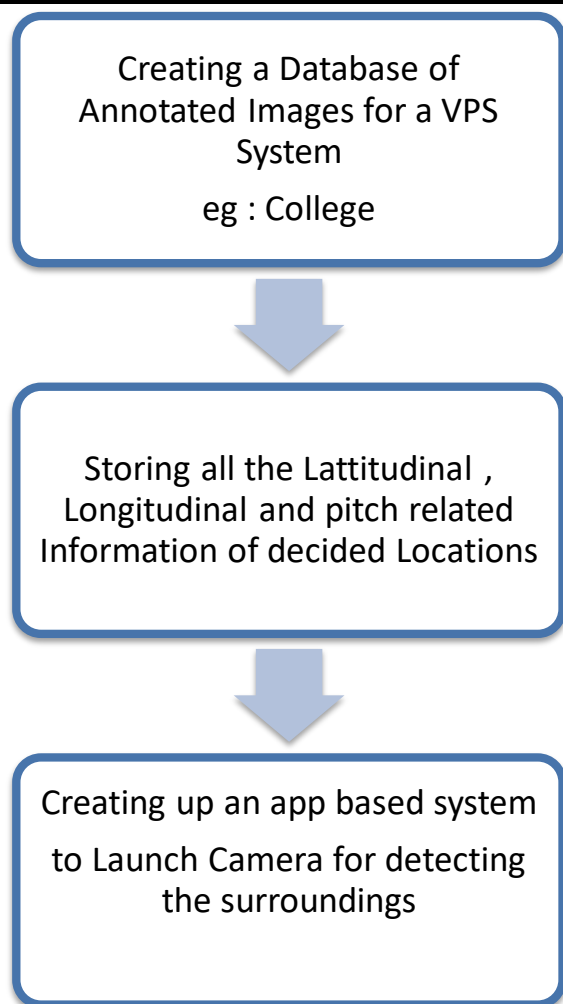 Creating a Database of
Annotated Images for a VPS
System
eg : College
Storing all the Lattitudinal ,
Longitudinal and pitch related
Information of decided Locations
Creating up an app based system
to Launch Camera for detecting
the surroundings